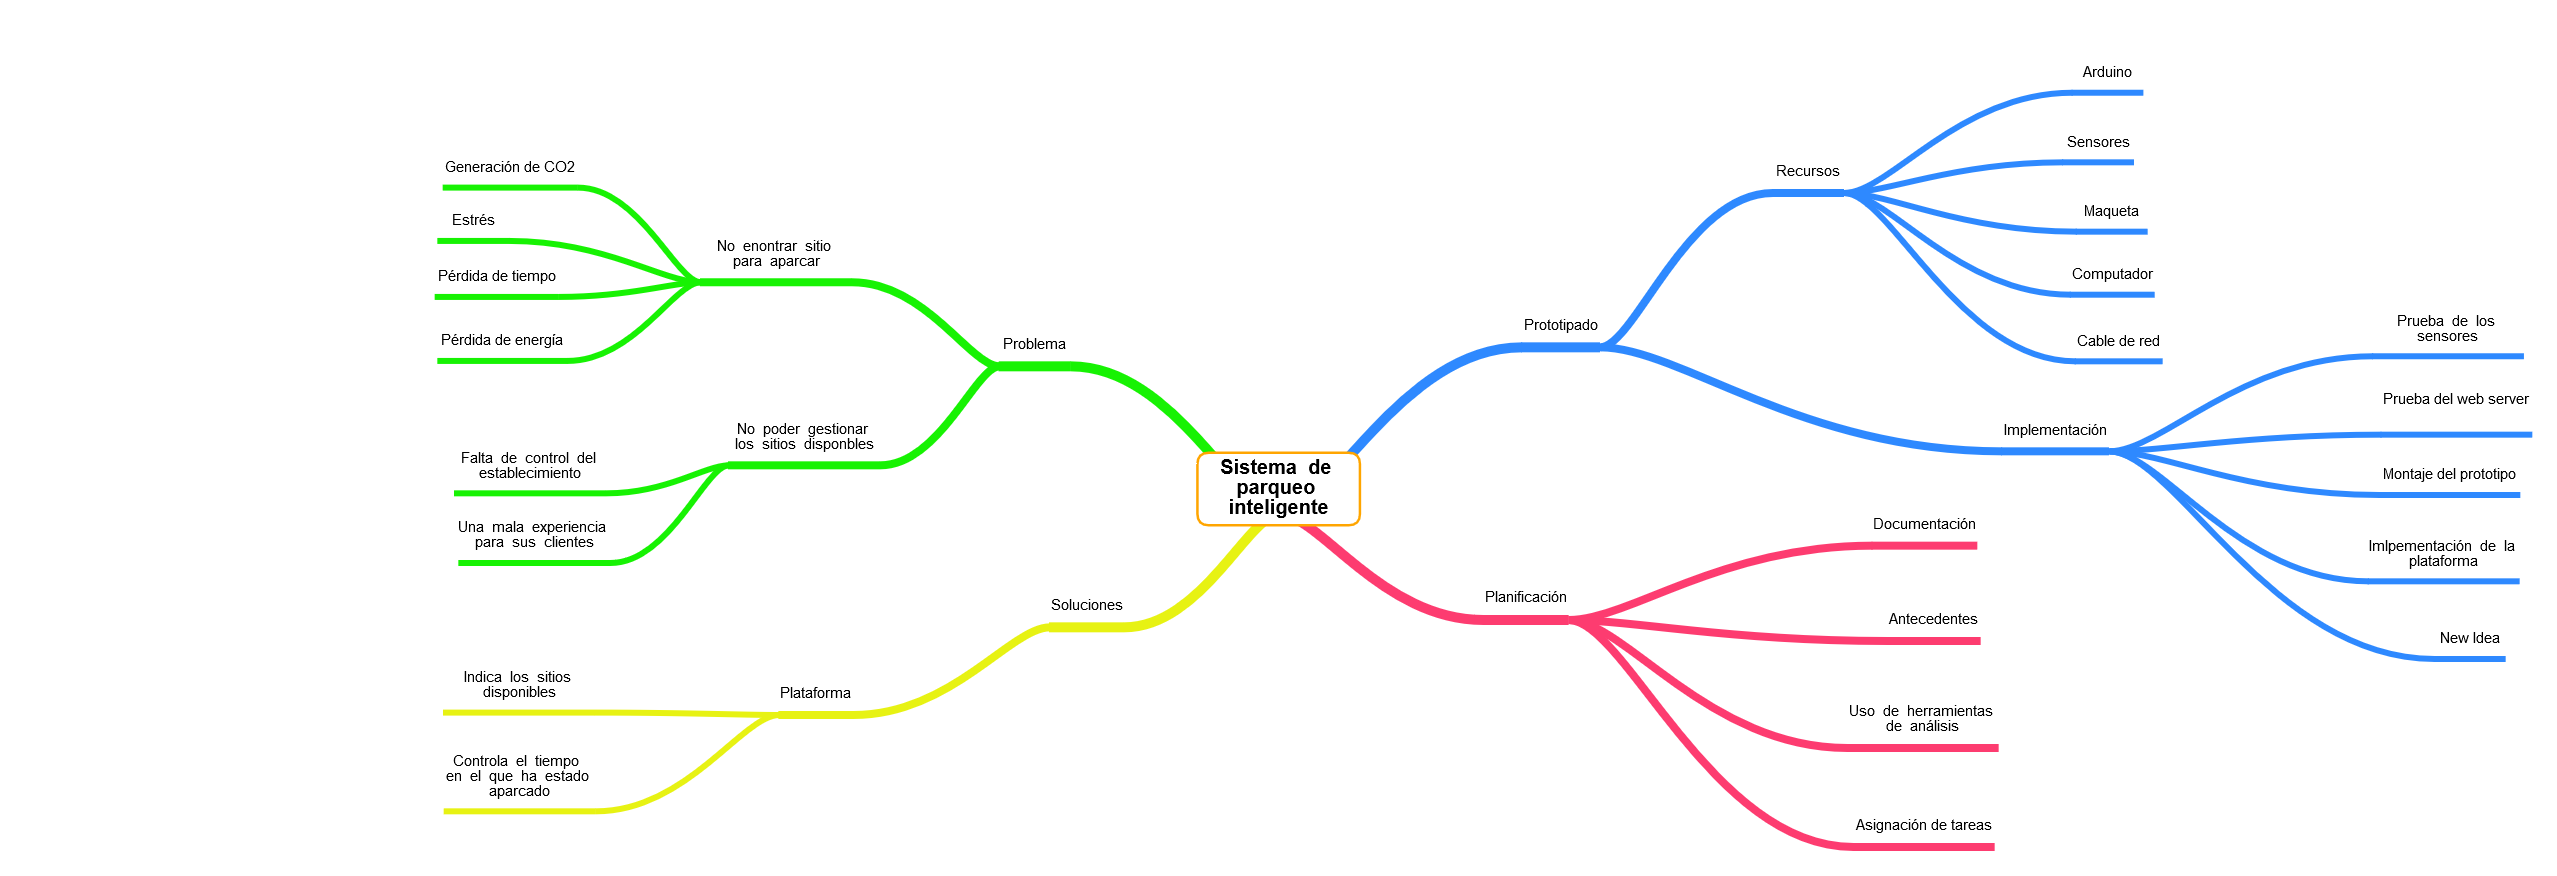 Sistema de
parqueo
inteligente
Problema
No enontrar sitio
para aparcar
Generación de CO2
Estrés
Pérdida de tiempo
Pérdida de energía
No poder gestionar
los sitios disponbles
Falta de control del
establecimiento
Una mala experiencia
para sus clientes
Soluciones
Plataforma
Indica los sitios
disponibles
Controla el tiempo
en el que ha estado
aparcado
Prototipado
Recursos
Arduino
Sensores
Maqueta
Computador
Cable de red
Implementación
Prueba de los
sensores
Prueba del web server
Montaje del prototipo
Imlpementación de la
plataforma
New Idea
Planificación
Documentación
Antecedentes
Uso de herramientas
de análisis
Asignación de tareas